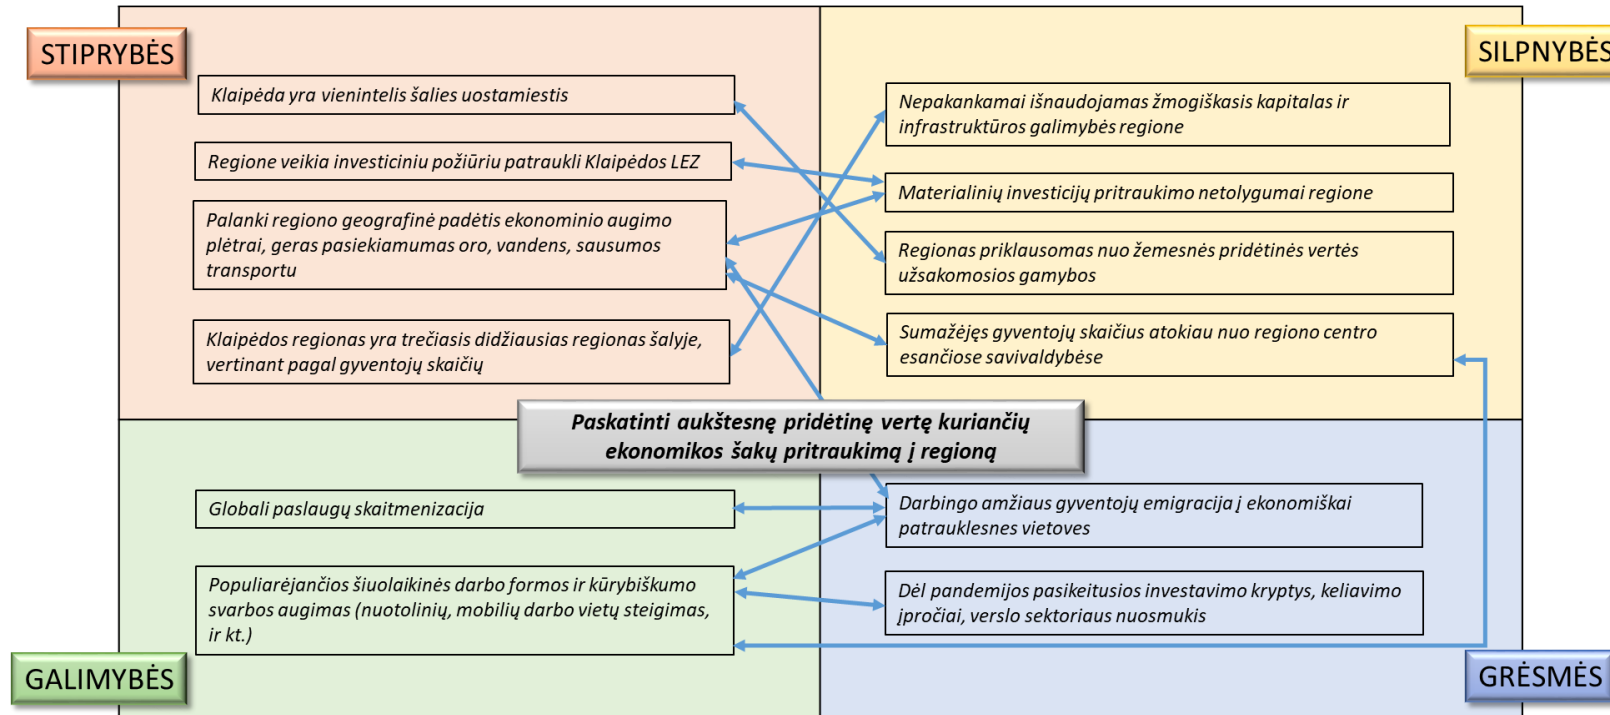 STIPRYBĖS
Klaipėda yra vienintelis šalies uostamiestis
Regione veikia investiciniu požiūriu patraukli Klaipėdos LEZ
Palanki regiono geografinė padėtis ekonominio augimo
plėtrai, geras pasiekiamumas oro, vandens, sausumos
transportu
Klaipėdos regionas yra trečiasis didžiausias regionas šalyje,
vertinant pagal gyventojų skaičių
SILPNYBĖS
Nepakankamai išnaudojamas žmogiškasis kapitalas ir
infrastruktūros galimybės regione
Materialinių investicijų pritraukimo netolygumai regione
Regionas priklausomas nuo žemesnės pridėtinės vertės
užsakomosios gamybos
Sumažėjęs gyventojų skaičius atokiau nuo regiono centro
esančiose savivaldybėse
Paskatinti aukštesnę pridėtinę vertę kuriančių
ekonomikos šakų pritraukimą į regioną
Globali paslaugų skaitmenizacija
Populiarėjančios šiuolaikinės darbo formos ir kūrybiškumo
svarbos augimas (nuotolinių, mobilių darbo vietų steigimas,
ir kt.)
GALIMYBĖS
Darbingo amžiaus gyventojų emigracija į ekonomiškai
patrauklesnes vietoves
Dėl pandemijos pasikeitusios investavimo kryptys, keliavimo
įpročiai, verslo sektoriaus nuosmukis
GRĖSMĖS